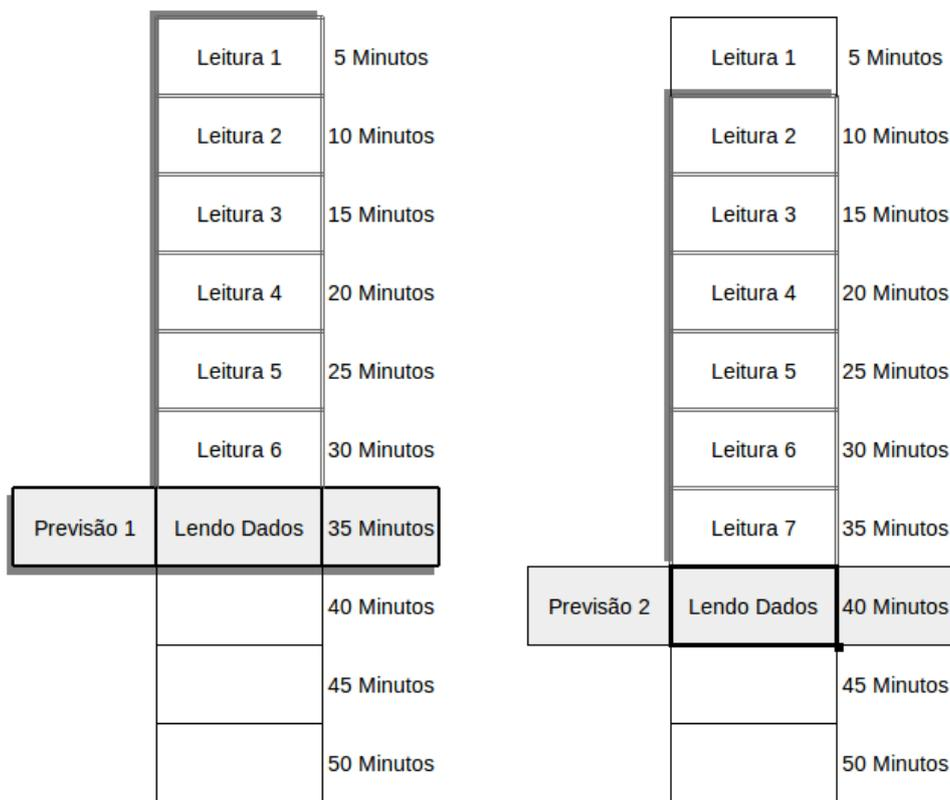 Leitura 1 5 Minutos
Leitura 2 10 Minutos
Leitura 3 15 Minutos
Leitura 4 20 Minutos
Leitura 5 25 Minutos
Leitura 6 30 Minutos
Previsão 1 Lendo Dados 35 Minutos
40 Minutos
45 Minutos
50 Minutos
Leitura 1 5 Minutos
Leitura 2 10 Minutos
Leitura 3 15 Minutos
Leitura 4 20 Minutos
Leitura 5 25 Minutos
Leitura 6 30 Minutos
Leitura 7 35 Minutos
Previsão 2 Lendo Dados 40 Minutos
45 Minutos
50 Minutos